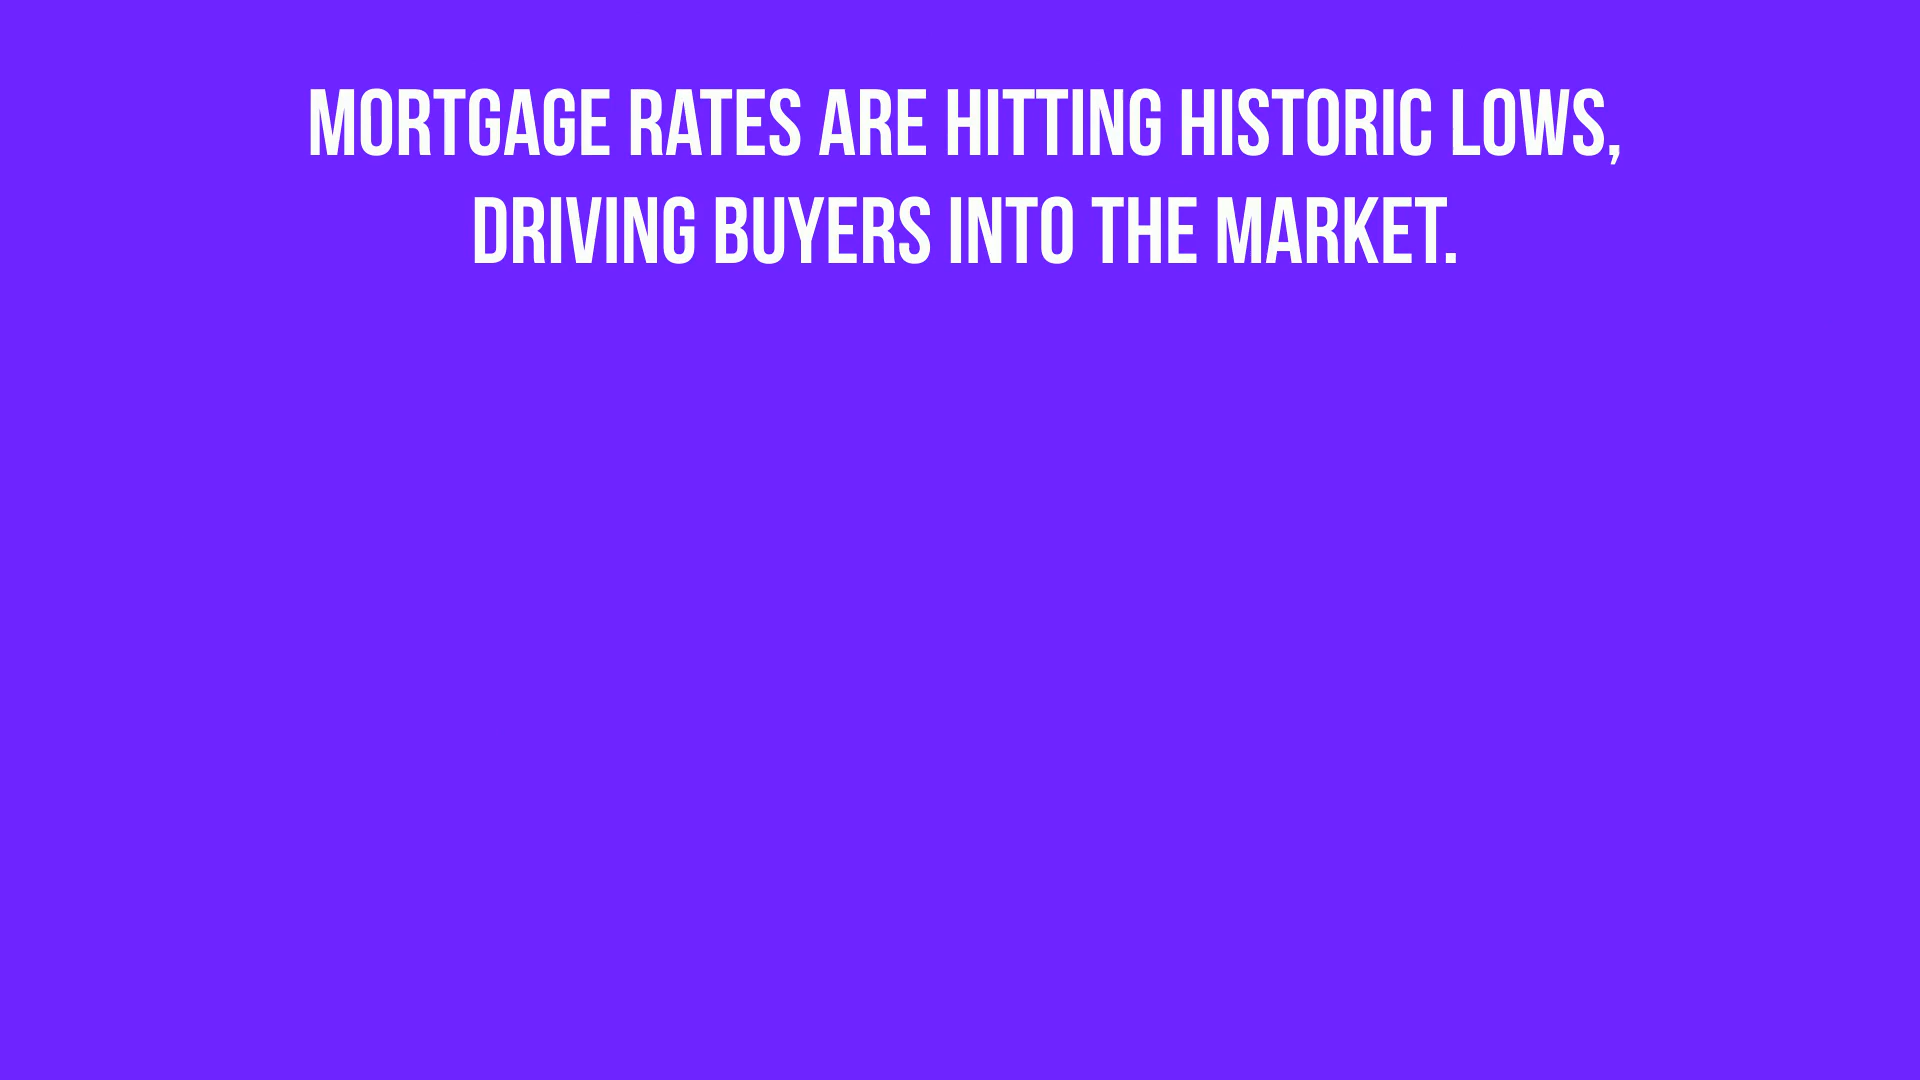 MORTGAGE RATES ARE HITTING HISTORIC LOWS,
DRIVING BUYERS INTO THE MARKET.